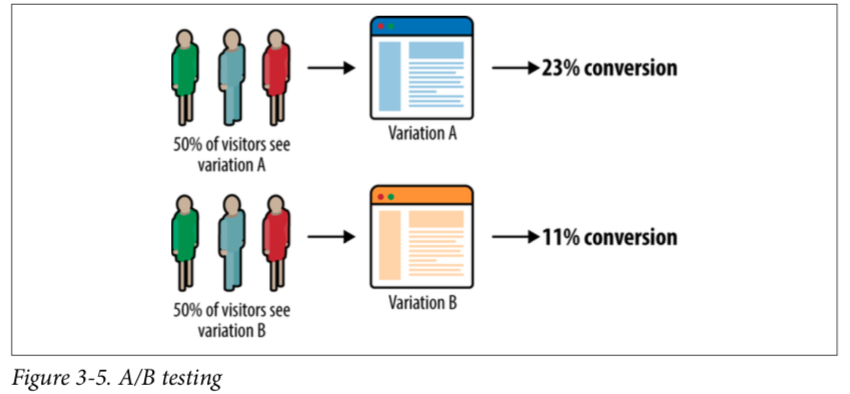 50% of visitors see
variation A
Variation A
23% conversion
50% of visitors see
variation B
Variation B
11% conversion
Figure 3-5. A/B testing